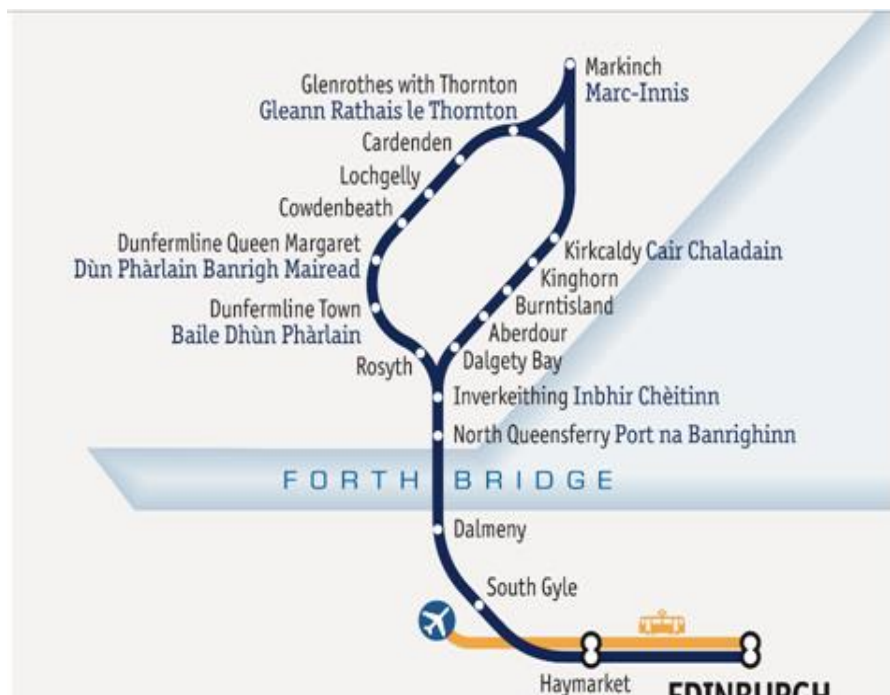 Markinch
Marc-Innis
Glenrothes with Thornton
Gleann Rathais le Thornton
Cardenden
Lochgelly
Cowdenbeath
Dunfermline Queen Margaret
Dùn Phàrlain Banrigh Mairead
Kirkcaldy Cair Chaladain
Kinghorn
Burntisland
Dunfermline Town
Baile Dhùn Phàrlain
Aberdour
Rosyth
Dalgety Bay
Inverkeithing Inbhir Chèitinn
North Queensferry Port na Banrighinn
FORTH BRIDGE
Dalmeny
South Gyle
Haymarket
EDINBURGH